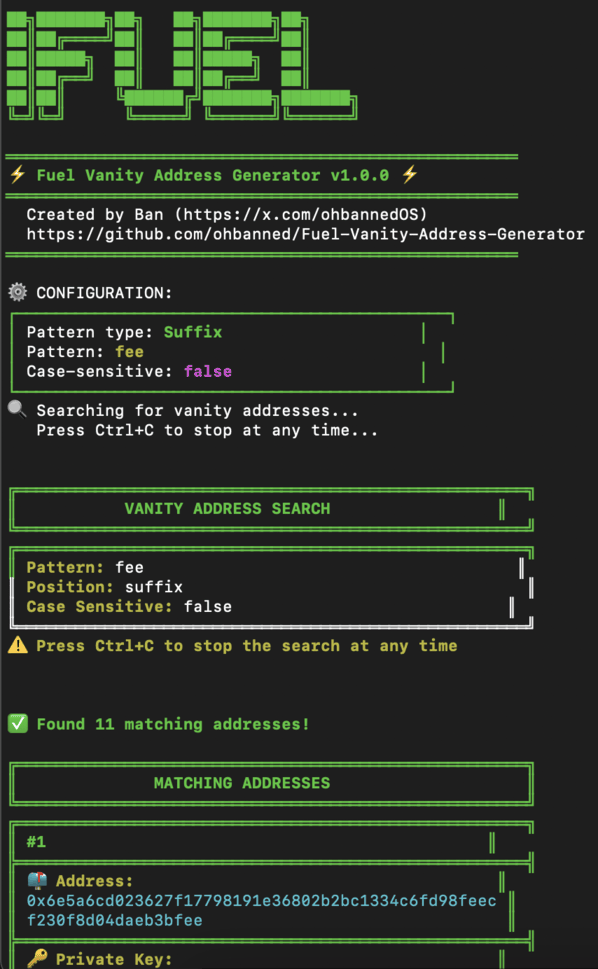 FUEL
⚡ Fuel Vanity Address Generator v1.0.0 ⚡
Created by Ban (https://x.com/ohbannedOS)
https://github.com/ohbanned/Fuel-Vanity-Address-Generator
⚙️ CONFIGURATION:
Pattern type: Suffix
Pattern: fee
Case-sensitive: false
🔍 Searching for vanity addresses...
Press Ctrl+C to stop at any time...
VANITY ADDRESS SEARCH
Pattern: fee
Position: suffix
Case Sensitive: false
⚠️ Press Ctrl+C to stop the search at any time
✅ Found 11 matching addresses!
MATCHING ADDRESSES
#1
📫 Address:
0x6e5a6cd023627f17798191e36802b2bc1334c6fd98feec
f230f8d04daeb3bfee
🔑 Private Key: